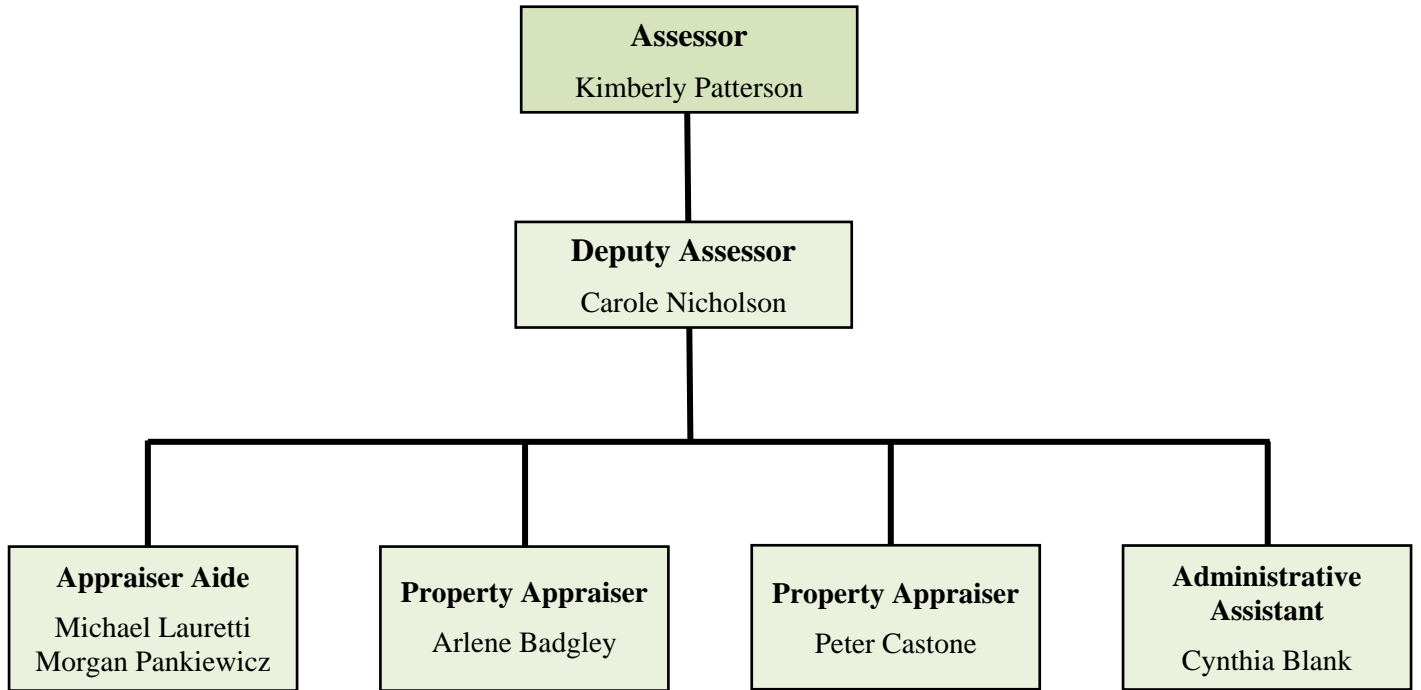 Assessor
Kimberly Patterson
Deputy Assessor
Carole Nicholson
Appraiser Aide
Michael Lauretti
Morgan Pankiewicz
Property Appraiser
Arlene Badgley
Property Appraiser
Peter Castone
Administrative
Assistant
Cynthia Blank